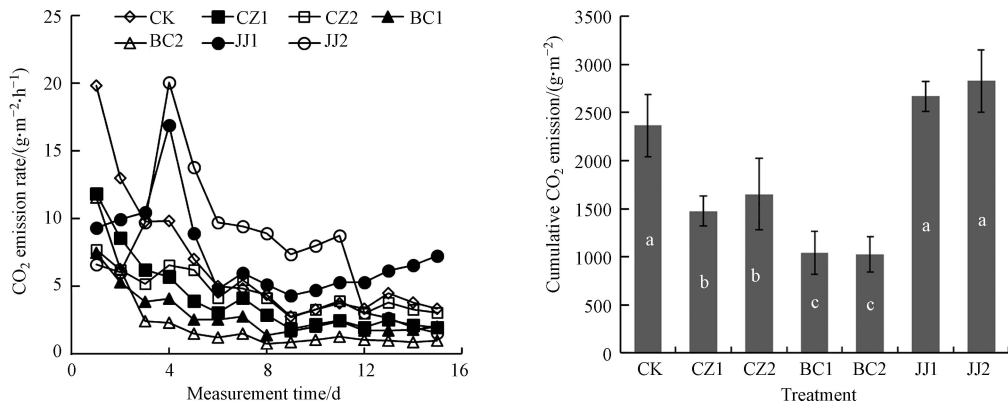 CK CZ1 CZ2 BC1
BC2 JJ1 JJ2
CO₂ emission rate/(g·m⁻²·h⁻¹)
25
20
15
10
5
0
0 4 8 12 16
Measurement time/d
Cumulative CO₂ emission/(g·m⁻²)
3500
3000
2500
2000
1500
1000
500
0
a b b c c a a
CK CZ1 CZ2 BC1 BC2 JJ1 JJ2
Treatment